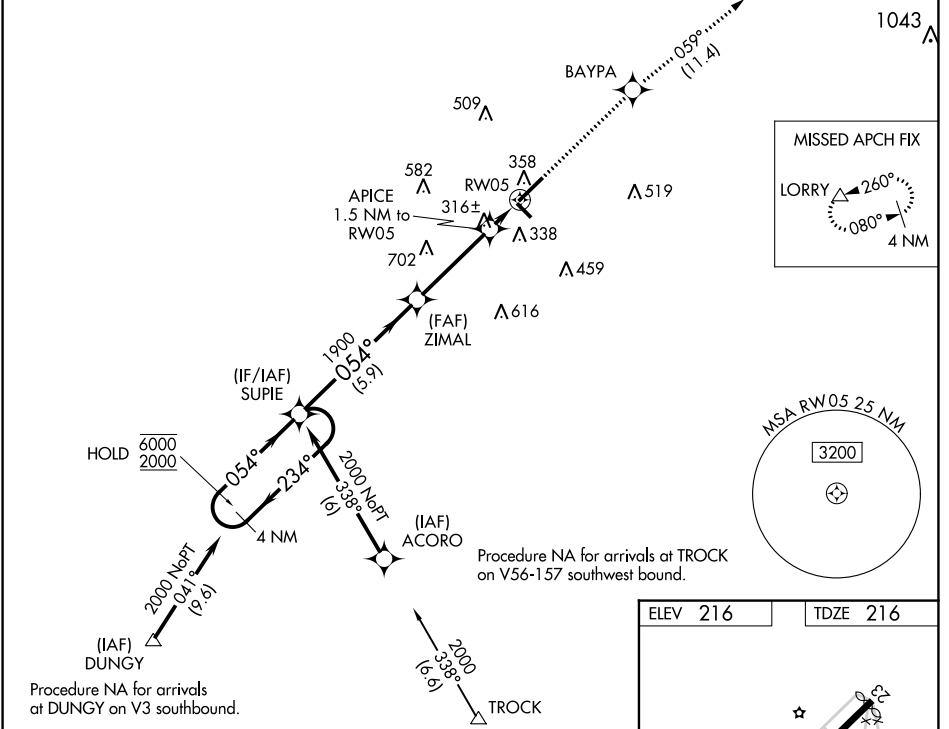 1043
059°
(11.4)
BAYPA
509
MISSED APCH FIX
LORRY
260°
080°
4 NM
582
358
RW05
APICE
1.5 NM to
RW05
316±
519
338
702
459
616
(FAF)
ZIMAL
1900
054°
(5.9)
(IF/IAF)
SUPIE
HOLD
6000
2000
054°
234°
4 NM
2000 NoPT
338°
(6)
(IAF)
ACORO
MSA RW05 25 NM
3200
Procedure NA for arrivals at TROCK
on V56-157 southwest bound.
2000 NoPT
041°
(9.6)
(IAF)
DUNGY
Procedure NA for arrivals
at DUNGY on V3 southbound.
2000
338°
(6.6)
TROCK
ELEV 216
TDZE 216
23